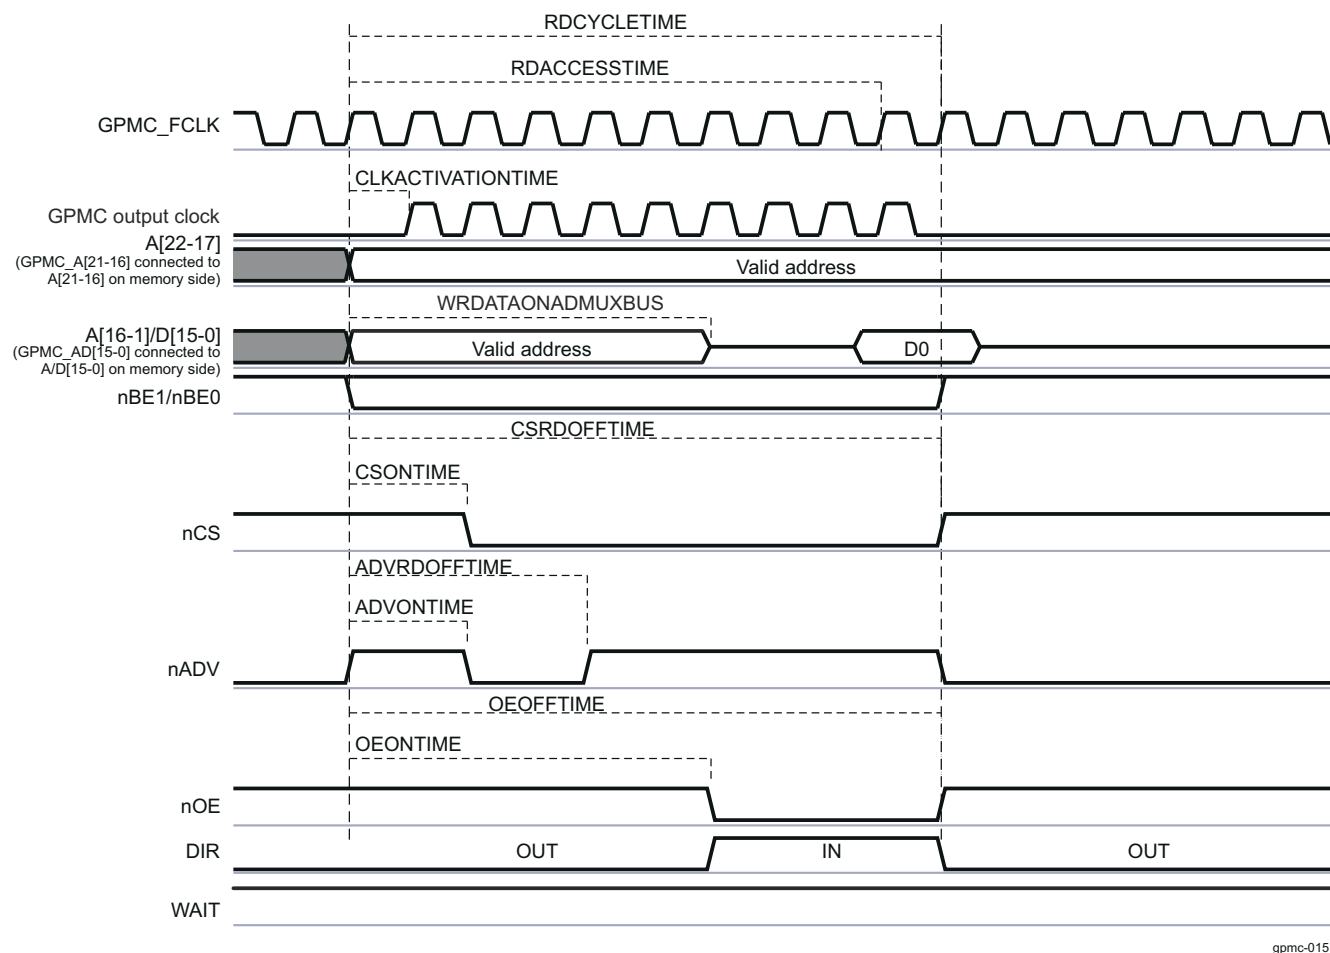 RDCYCLETIME
RDACCESSTIME
GPMC_FCLK
CLKACTIVATIONTIME
GPMC output clock
A[22-17]
(GPMC_A[21-16] connected to
A[21-16] on memory side)
Valid address
WRDATAONADMUXBUS
A[16-1]/D[15-0]
(GPMC_AD[15-0] connected to
A/D[15-0] on memory side)
Valid address
D0
nBE1/nBE0
CSRDOFFTIME
CSONTIME
nCS
ADVRDOFFTIME
ADVONTIME
nADV
OEOFFTIME
OEONTIME
nOE
DIR
OUT
IN
OUT
WAIT
gpmc-015